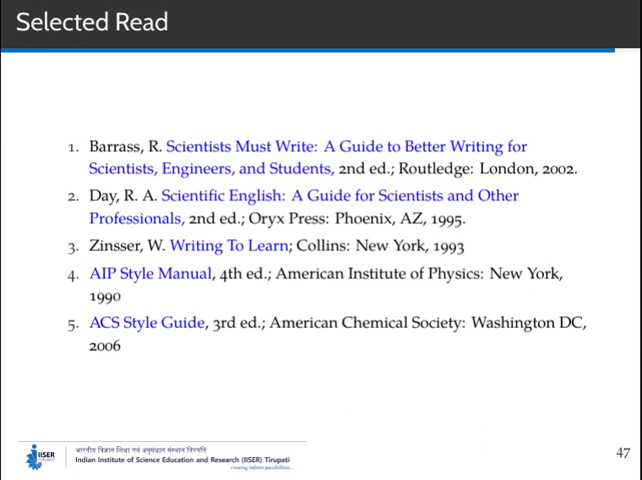 Selected Read
1. Barrass, R. Scientists Must Write: A Guide to Better Writing for
Scientists, Engineers, and Students, 2nd ed.; Routledge: London, 2002.
2. Day, R. A. Scientific English: A Guide for Scientists and Other
Professionals, 2nd ed.; Oryx Press: Phoenix, AZ, 1995.
3. Zinsser, W. Writing To Learn; Collins: New York, 1993
4. AIP Style Manual, 4th ed.; American Institute of Physics: New York,
1990
5. ACS Style Guide, 3rd ed.; American Chemical Society: Washington DC,
2006
IISER
भारतीय विज्ञान शिक्षा एवं अनुसंधान संस्थान तिरुपति
Indian Institute of Science Education and Research (IISER) Tirupati
creating infinite possibilities...
47